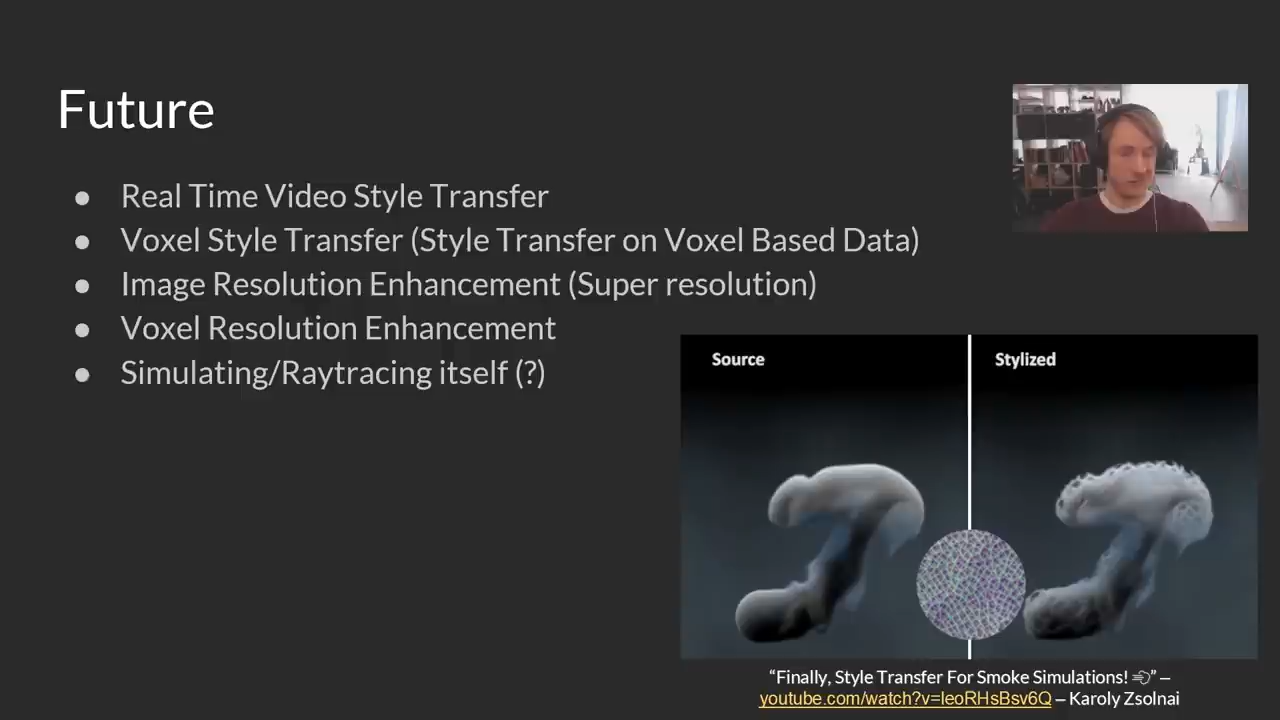 Future
● Real Time Video Style Transfer
● Voxel Style Transfer (Style Transfer on Voxel Based Data)
● Image Resolution Enhancement (Super resolution)
● Voxel Resolution Enhancement
● Simulating/Raytracing itself (?)
Source
Stylized
“Finally, Style Transfer For Smoke Simulations! 💨” –
youtube.com/watch?v=leoRHsBsv6Q – Karoly Zsolnai